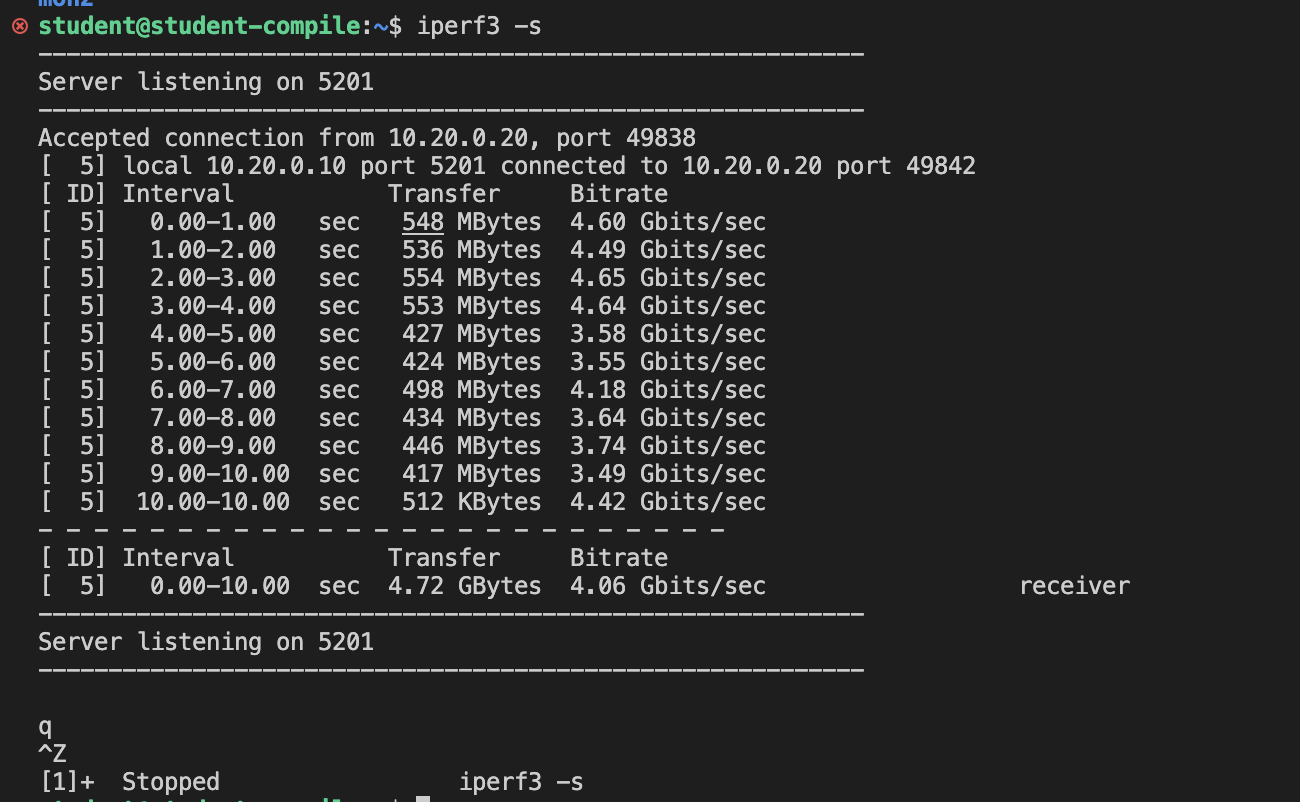 student@student-compile:~$ iperf3 -s
-----------------------------------------------------------
Server listening on 5201
-----------------------------------------------------------
Accepted connection from 10.20.0.20, port 49838
[  5] local 10.20.0.10 port 5201 connected to 10.20.0.20 port 49842
[ ID] Interval           Transfer     Bitrate
[  5]   0.00-1.00   sec   548 MBytes  4.60 Gbits/sec
[  5]   1.00-2.00   sec   536 MBytes  4.49 Gbits/sec
[  5]   2.00-3.00   sec   554 MBytes  4.65 Gbits/sec
[  5]   3.00-4.00   sec   553 MBytes  4.64 Gbits/sec
[  5]   4.00-5.00   sec   427 MBytes  3.58 Gbits/sec
[  5]   5.00-6.00   sec   424 MBytes  3.55 Gbits/sec
[  5]   6.00-7.00   sec   498 MBytes  4.18 Gbits/sec
[  5]   7.00-8.00   sec   434 MBytes  3.64 Gbits/sec
[  5]   8.00-9.00   sec   446 MBytes  3.74 Gbits/sec
[  5]   9.00-10.00  sec   417 MBytes  3.49 Gbits/sec
[  5]  10.00-10.00  sec   512 KBytes  4.42 Gbits/sec
- - - - - - - - - - - - - - - - - - - - - - - - -
[ ID] Interval           Transfer     Bitrate
[  5]   0.00-10.00  sec  4.72 GBytes  4.06 Gbits/sec                  receiver
-----------------------------------------------------------
Server listening on 5201
-----------------------------------------------------------
q
^Z
[1]+  Stopped                 iperf3 -s